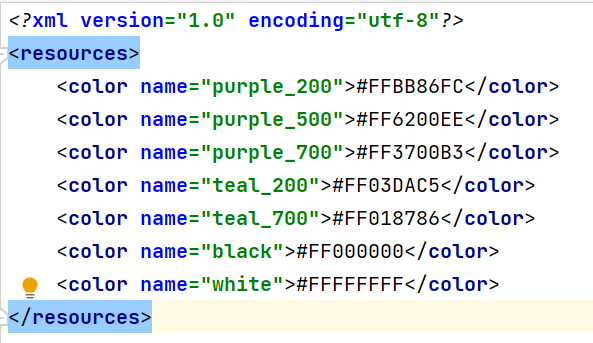 <?xml version="1.0" encoding="utf-8"?>
<resources>
    <color name="purple_200">#FFBB86FC</color>
    <color name="purple_500">#FF6200EE</color>
    <color name="purple_700">#FF3700B3</color>
    <color name="teal_200">#FF03DAC5</color>
    <color name="teal_700">#FF018786</color>
    <color name="black">#FF000000</color>
    <color name="white">#FFFFFFFF</color>
</resources>